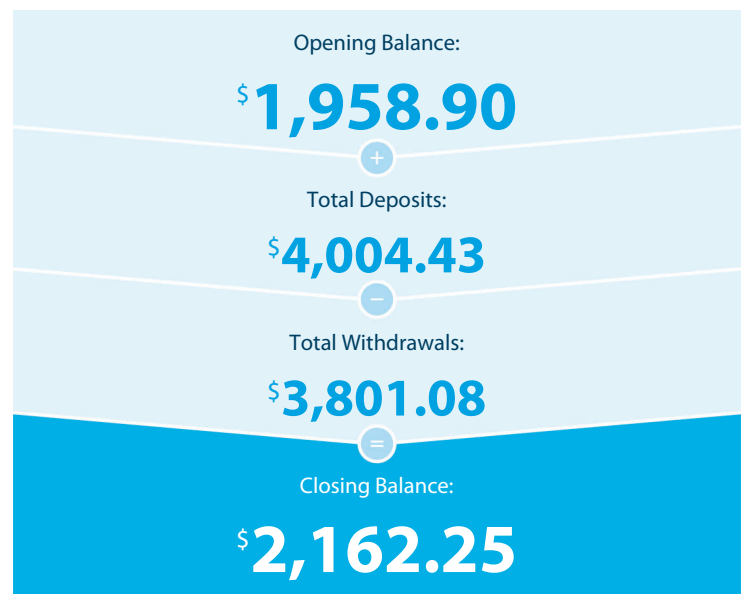 Opening Balance:
$1,958.90
+
Total Deposits:
$4,004.43
−
Total Withdrawals:
$3,801.08
=
Closing Balance:
$2,162.25